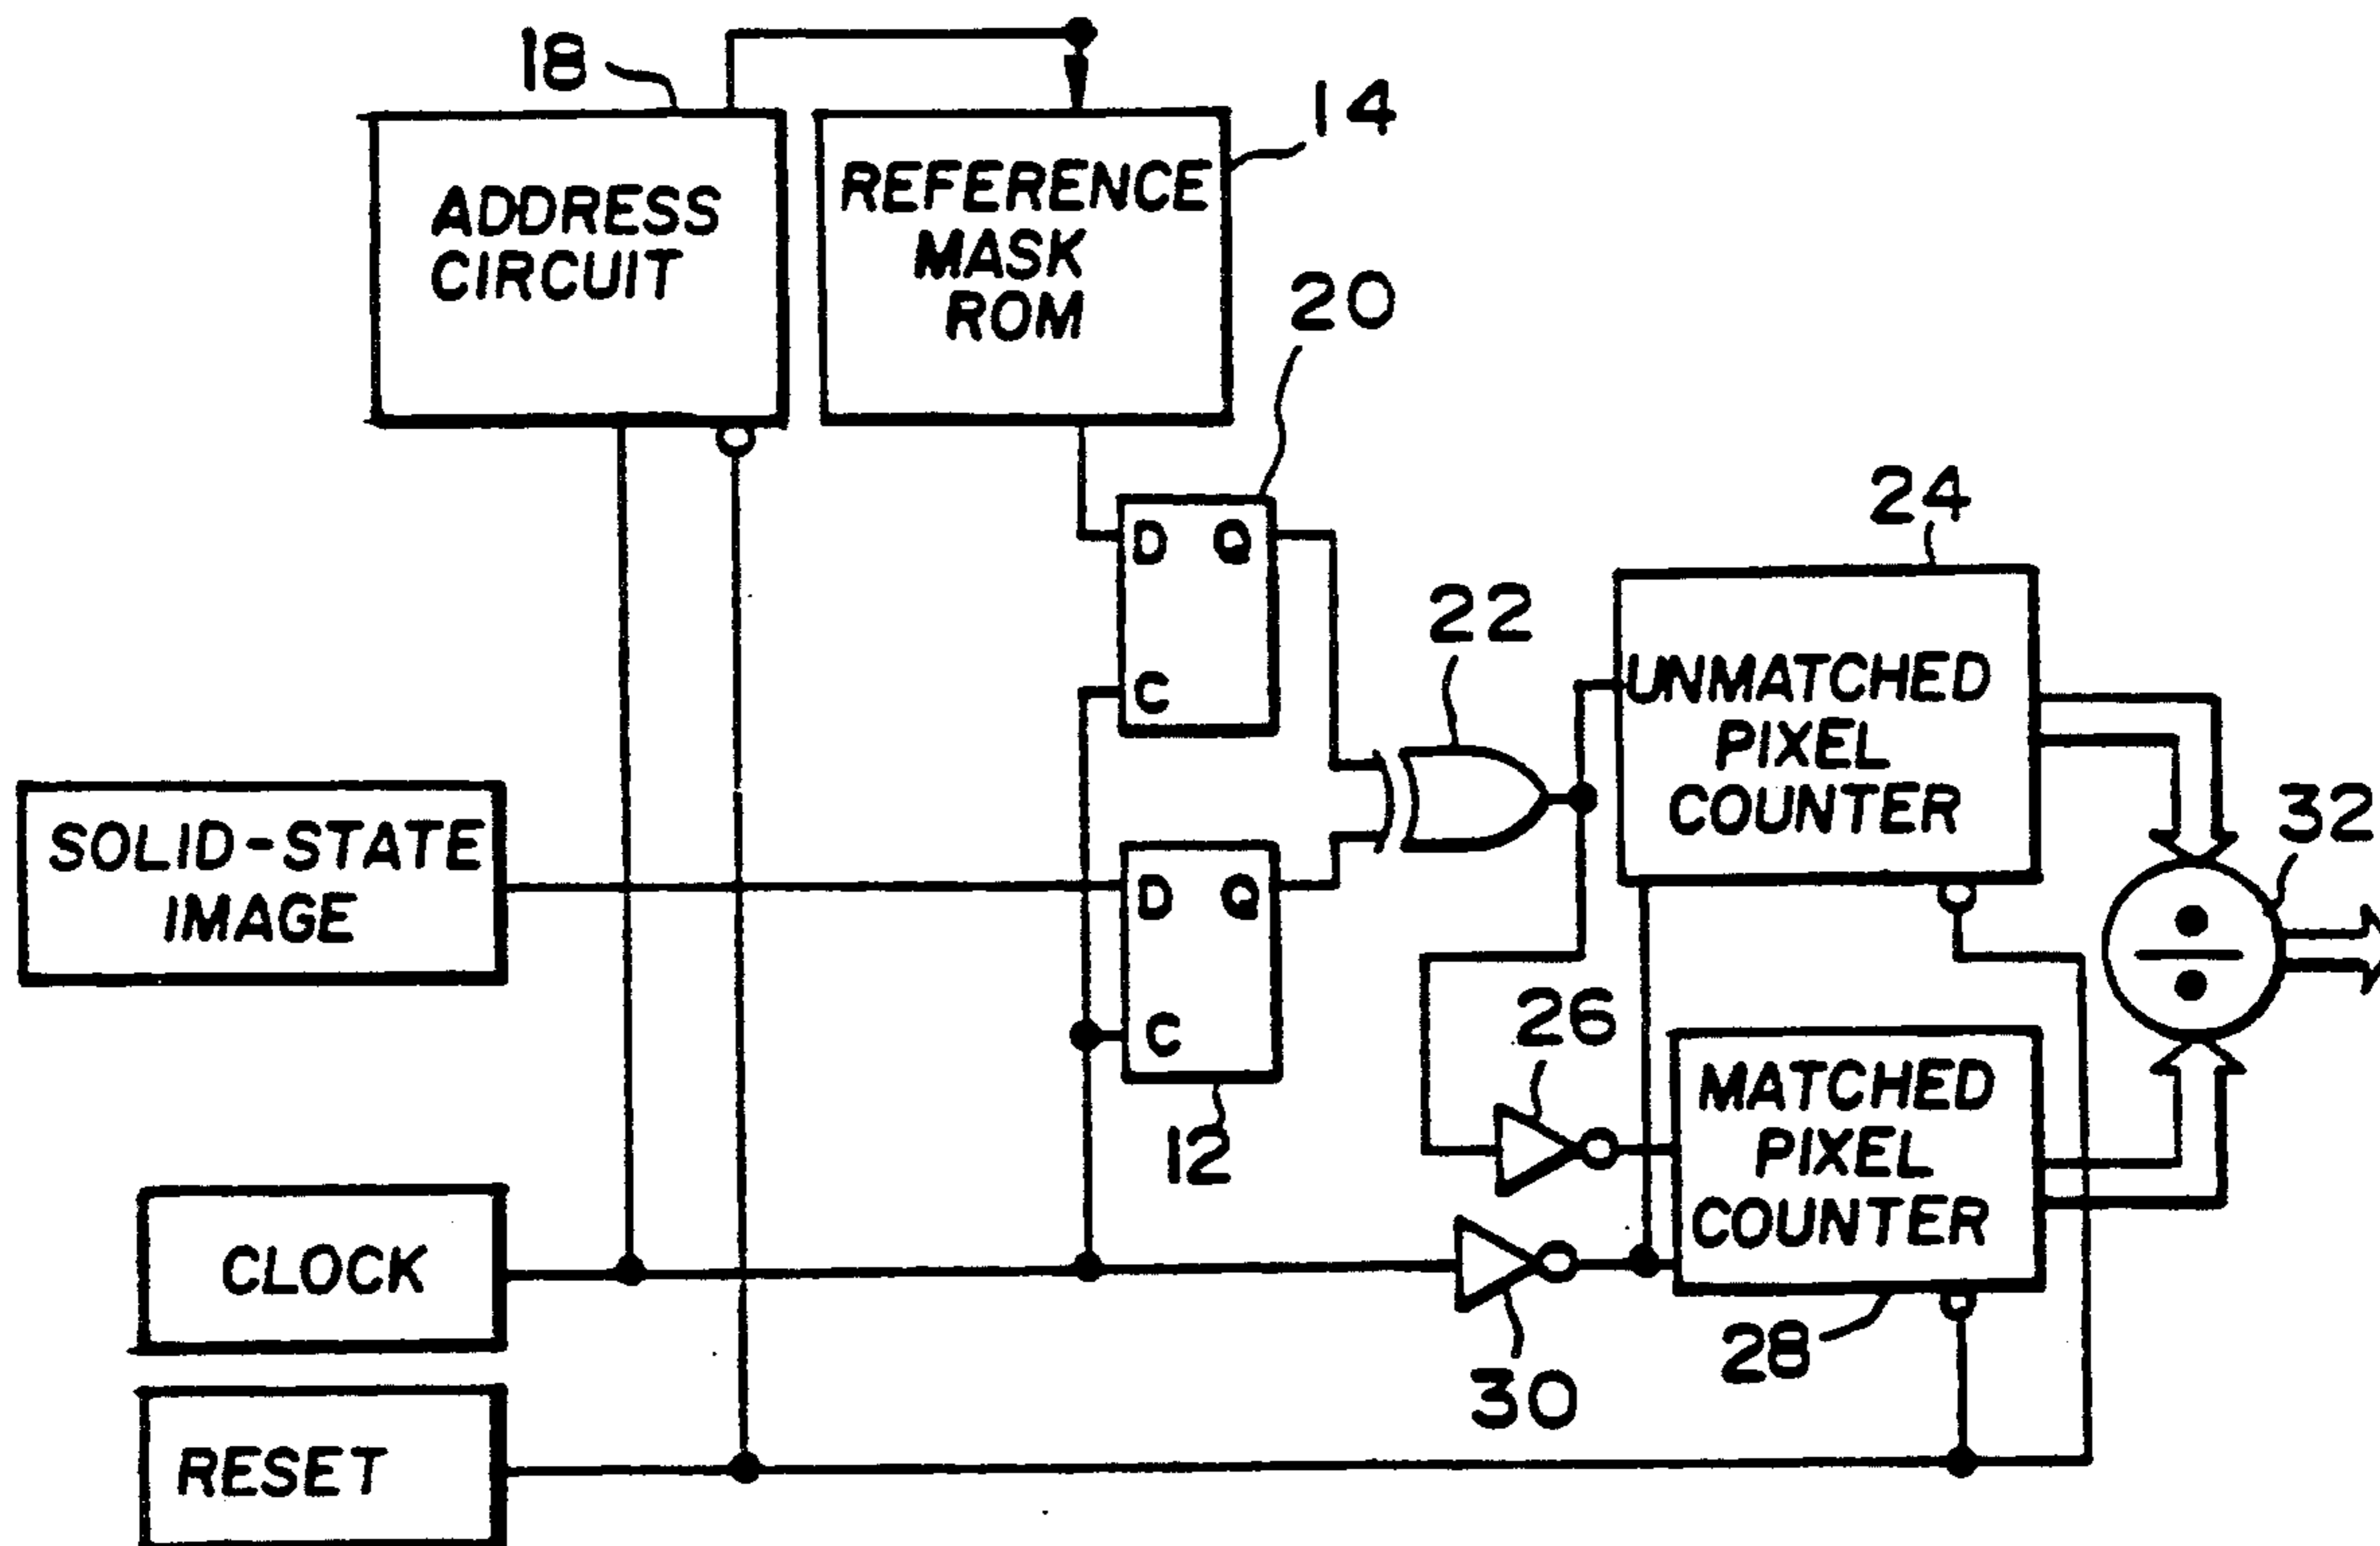 18
ADDRESS
CIRCUIT
14
REFERENCE
MASK
ROM
20
D Q
C
22
24
UNMATCHED
PIXEL
COUNTER
32
SOLID-STATE
IMAGE
D Q
C
12
26
MATCHED
PIXEL
COUNTER
28
30
CLOCK
RESET